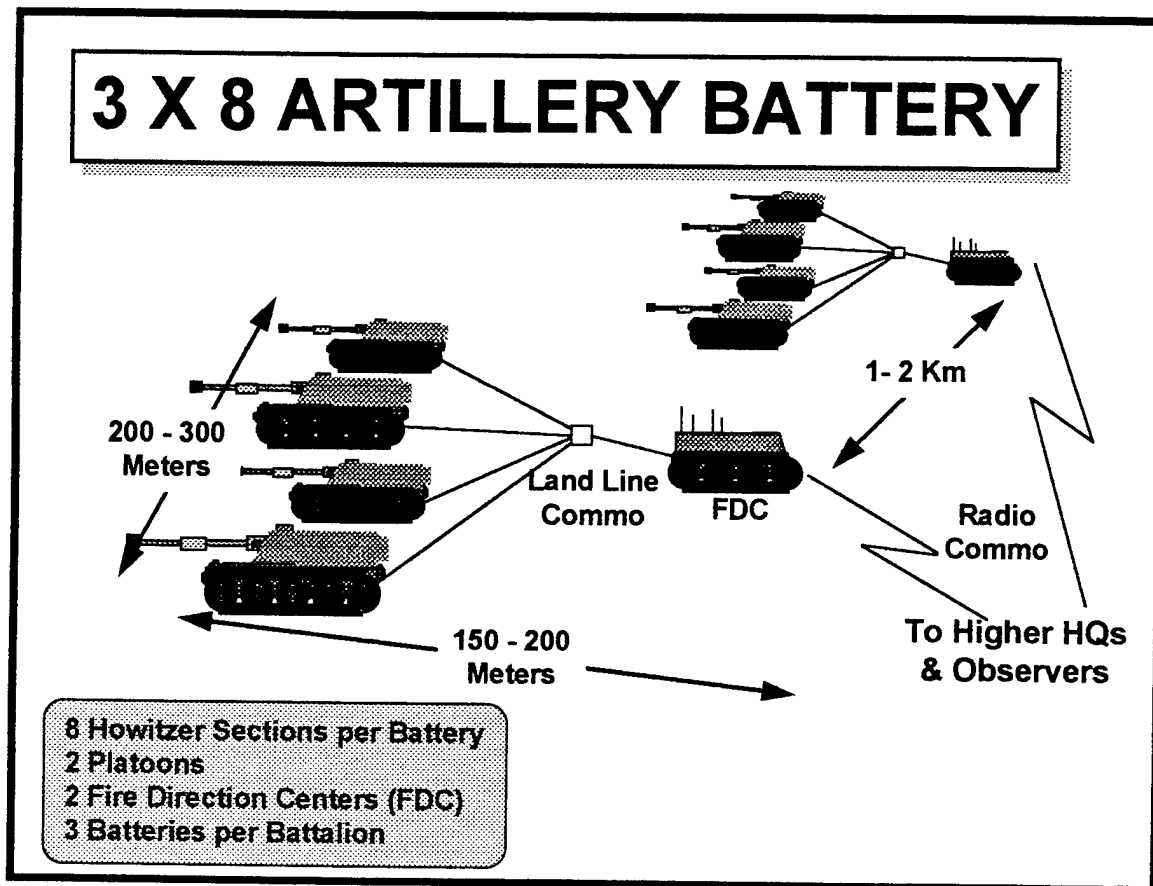 3 X 8 ARTILLERY BATTERY
1- 2 Km
200 - 300
Meters
Land Line
Commo
FDC
Radio
Commo
150 - 200
Meters
To Higher HQs
& Observers
8 Howitzer Sections per Battery
2 Platoons
2 Fire Direction Centers (FDC)
3 Batteries per Battalion